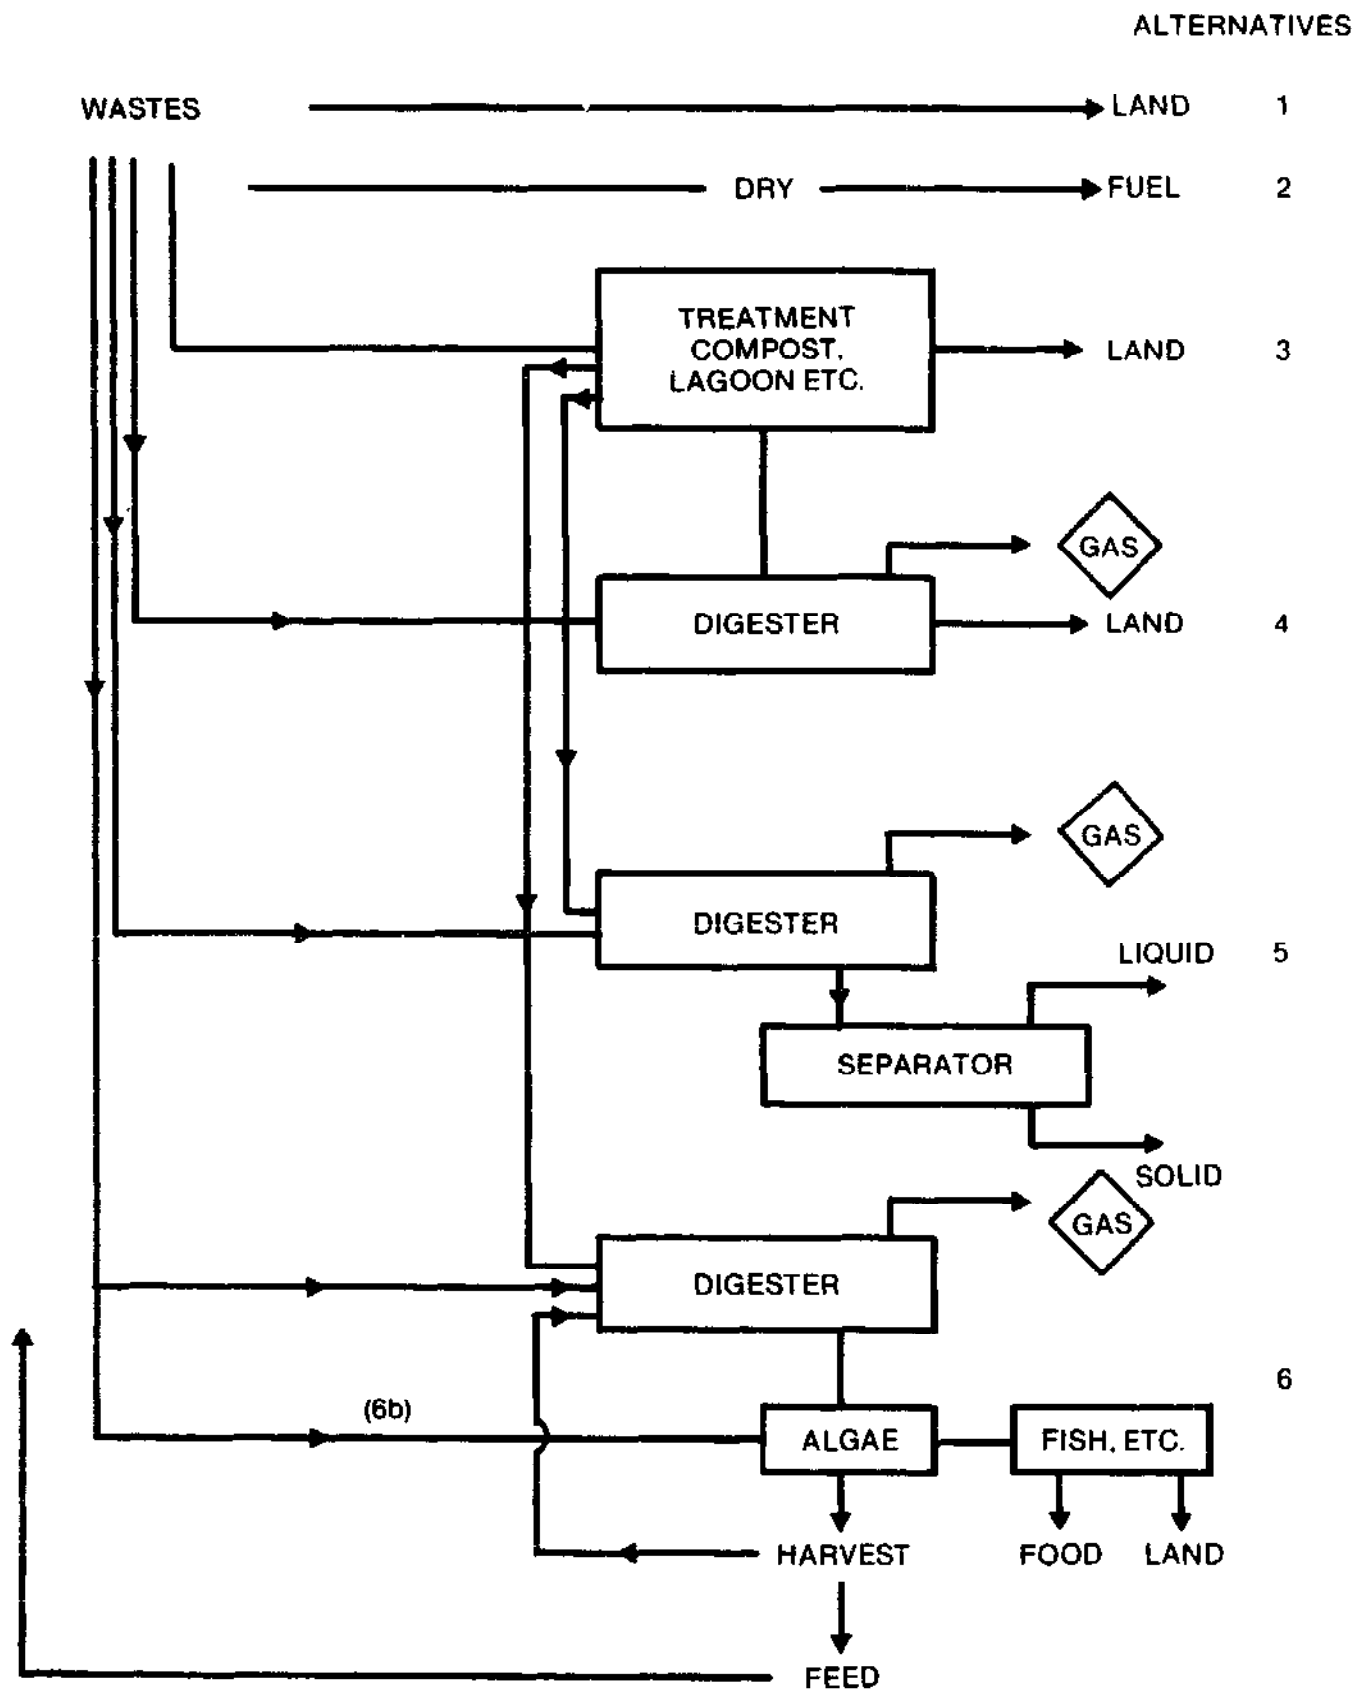 ALTERNATIVES
WASTES
LAND 1
DRY FUEL 2
TREATMENT
COMPOST,
LAGOON ETC.
LAND 3
GAS
DIGESTER LAND 4
GAS
DIGESTER
LIQUID 5
SEPARATOR
SOLID
GAS
DIGESTER
6
(6b)
ALGAE FISH, ETC.
HARVEST FOOD LAND
FEED